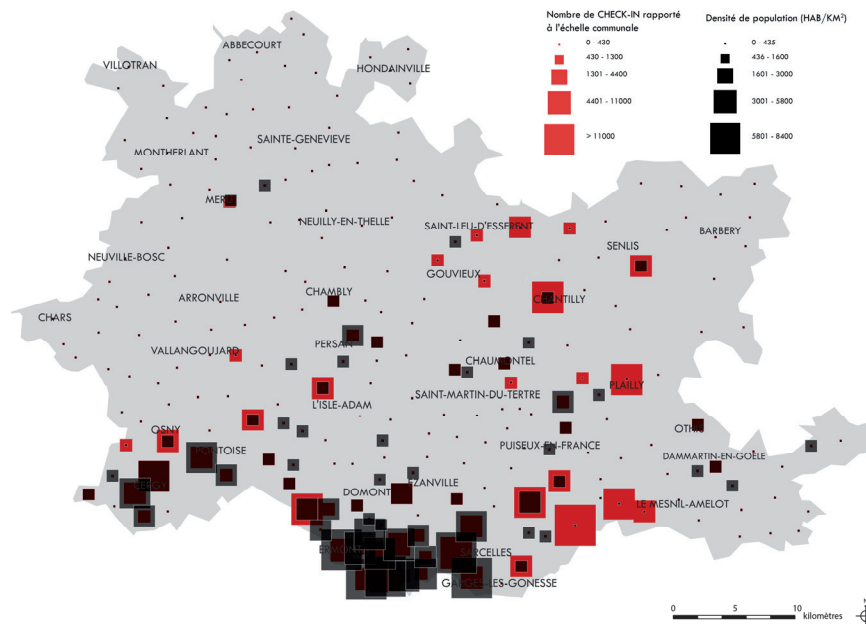 Nombre de CHECK-IN rapporté
à l'échelle communale
0 - 430
430 - 1300
1301 - 4400
4401 - 11000
> 11000
Densité de population (HAB/KM²)
0 - 435
436 - 1600
1601 - 3000
3001 - 5800
5801 - 8400
ABBECOURT
VILLOTRAN
HONDAINVILLE
SAINTE-GENEVIEVE
MONTHERLANT
MERU
NEUILLY-EN-THELLE
SAINT-LEU-D'ESSERENT
BARBERY
SENLIS
NEUVILLE-BOSC
GOUVIEUX
CHAMBLY
ARRONVILLE
CHANTILLY
CHARS
PERSAN
VALLANGOUJARD
CHAUMONTEL
PLAILLY
SAINT-MARTIN-DU-TERTRE
L'ISLE-ADAM
OSNY
OTHIS
PUISEUX-EN-FRANCE
PONTOISE
DAMMARTIN-EN-GOELE
CERGY
EZANVILLE
DOMONT
LE MESNIL-AMELOT
ERMONT
SARCELLES
GARGES-LES-GONESSE
0 5 10
kilomètres
N